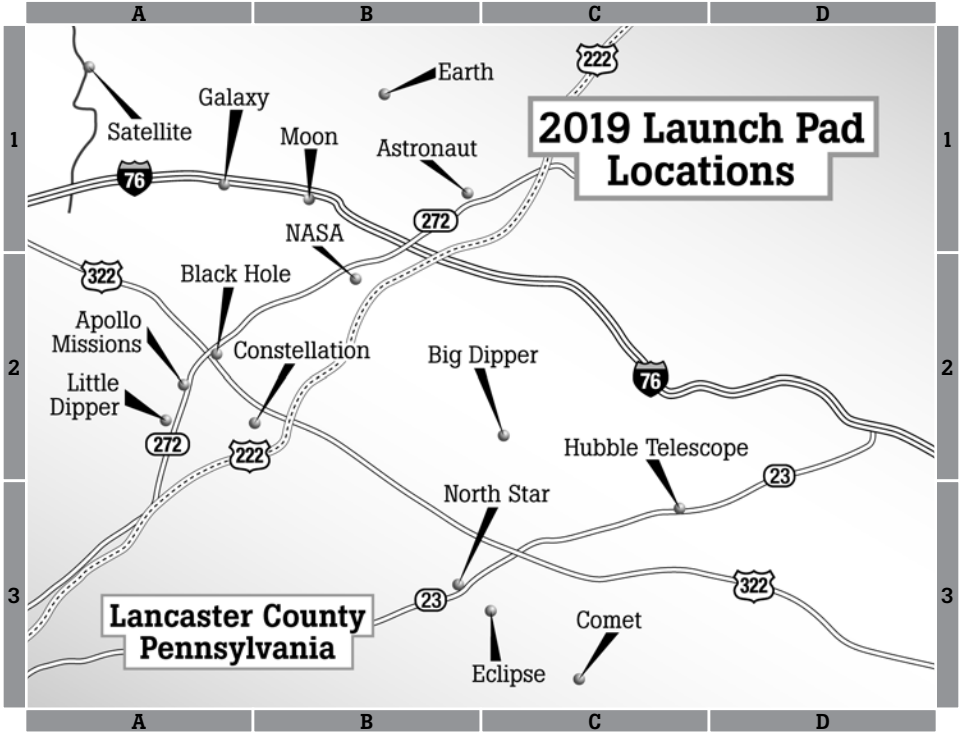 A B C D
222
Earth
Galaxy
2019 Launch Pad
Locations
Satellite
Moon
Astronaut
1 1
76
272
NASA
322
Black Hole
Apollo
Missions
Constellation
Big Dipper
2 2
76
Little
Dipper
272
222
Hubble Telescope
23
North Star
322
3 3
23
Lancaster County
Pennsylvania
Comet
Eclipse
A B C D